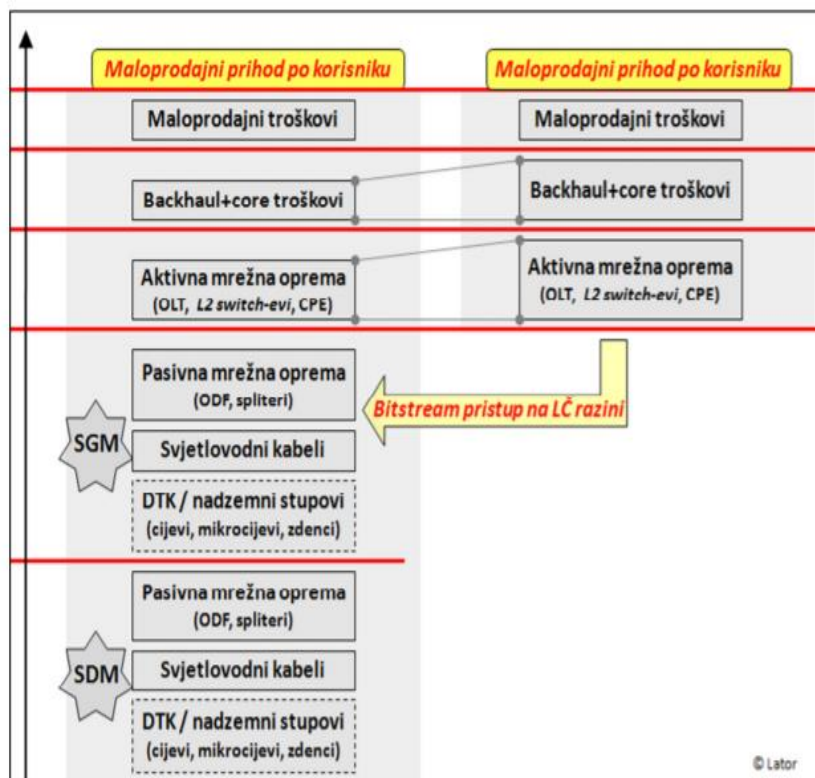 Maloprodajni prihod po korisniku
Maloprodajni troškovi
Backhaul+core troškovi
Aktivna mrežna oprema
(OLT, L2 switch-evi, CPE)
Pasivna mrežna oprema
(ODF, spliteri)
SGM
Svjetlovodni kabeli
DTK / nadzemni stupovi
(cijevi, mikrocijevi, zdenci)
Pasivna mrežna oprema
(ODF, spliteri)
SDM
Svjetlovodni kabeli
DTK / nadzemni stupovi
(cijevi, mikrocijevi, zdenci)
Maloprodajni prihod po korisniku
Maloprodajni troškovi
Backhaul+core troškovi
Aktivna mrežna oprema
(OLT, L2 switch-evi, CPE)
Bitstream pristup na LČ razini
© Lator